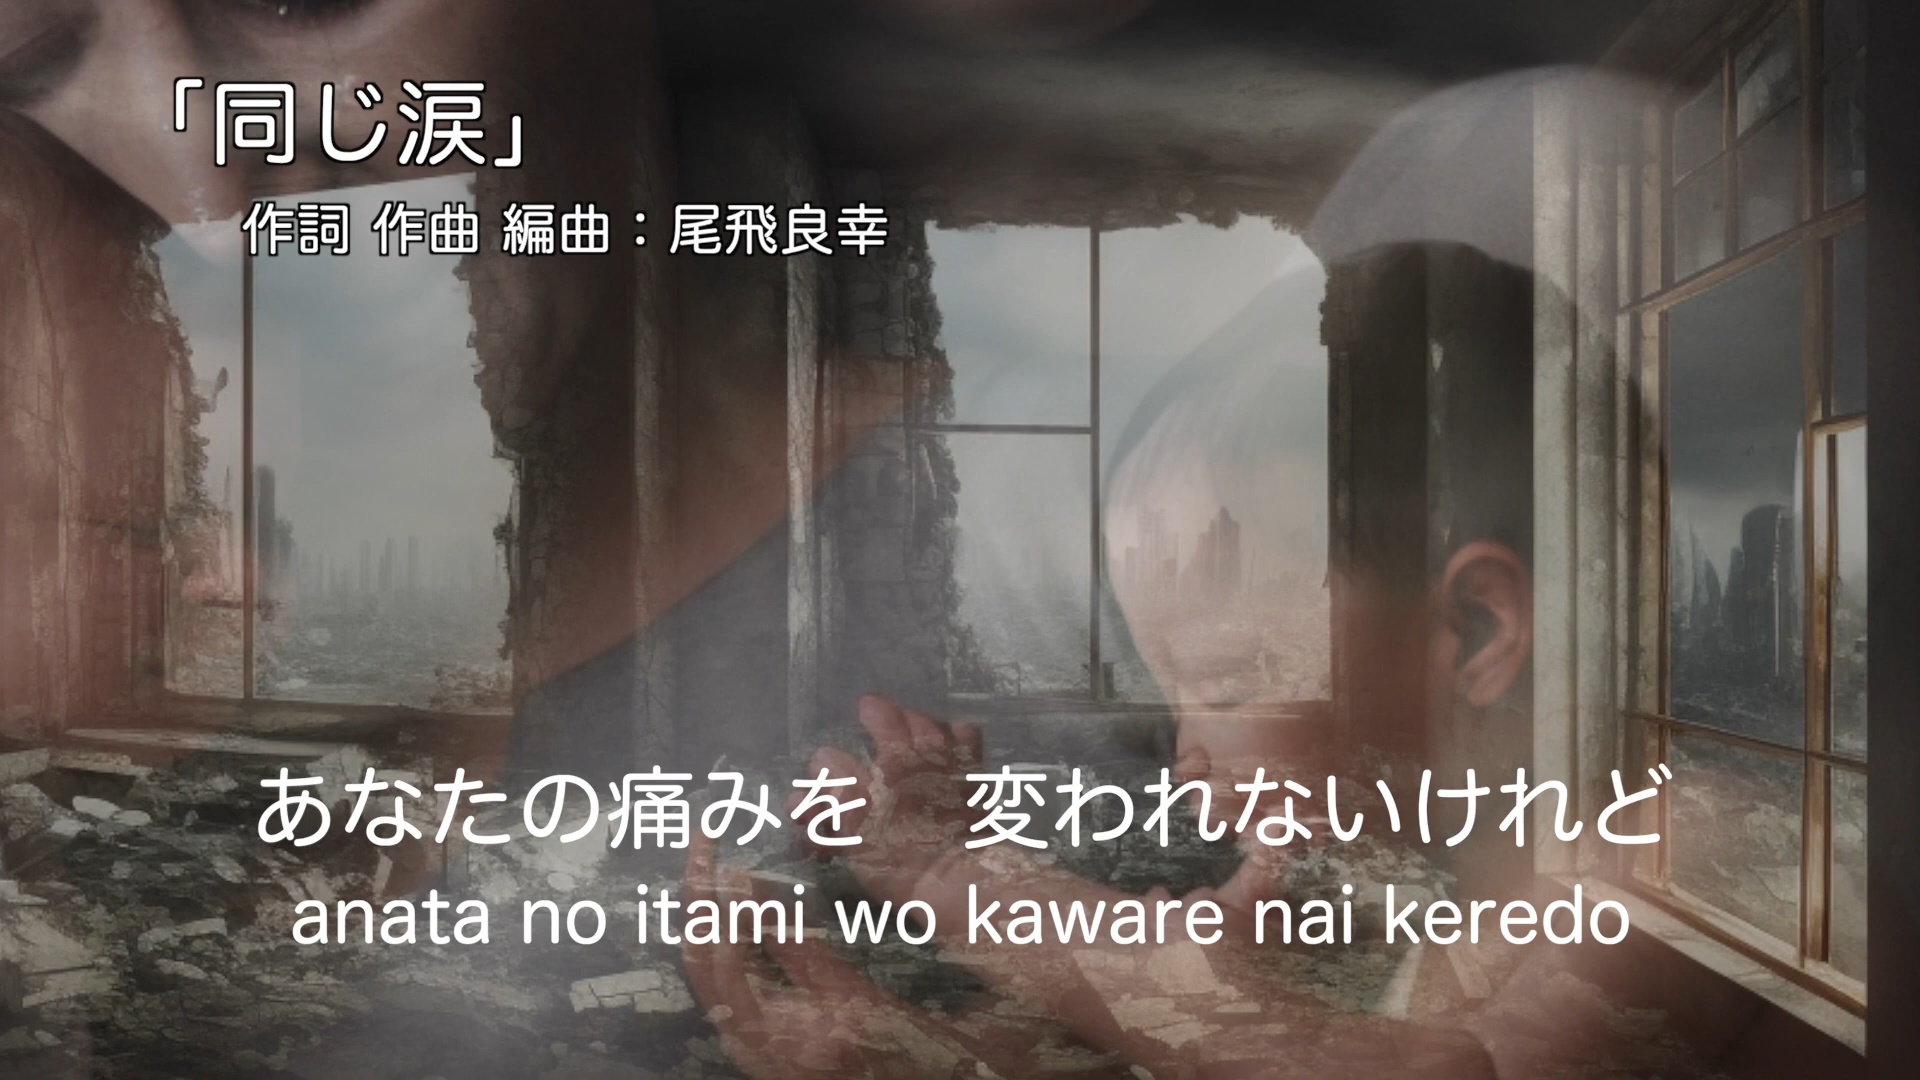 「同じ涙」
作詞 作曲 編曲：尾飛良幸
あなたの痛みを　変われないけれど
anata no itami wo kaware nai keredo